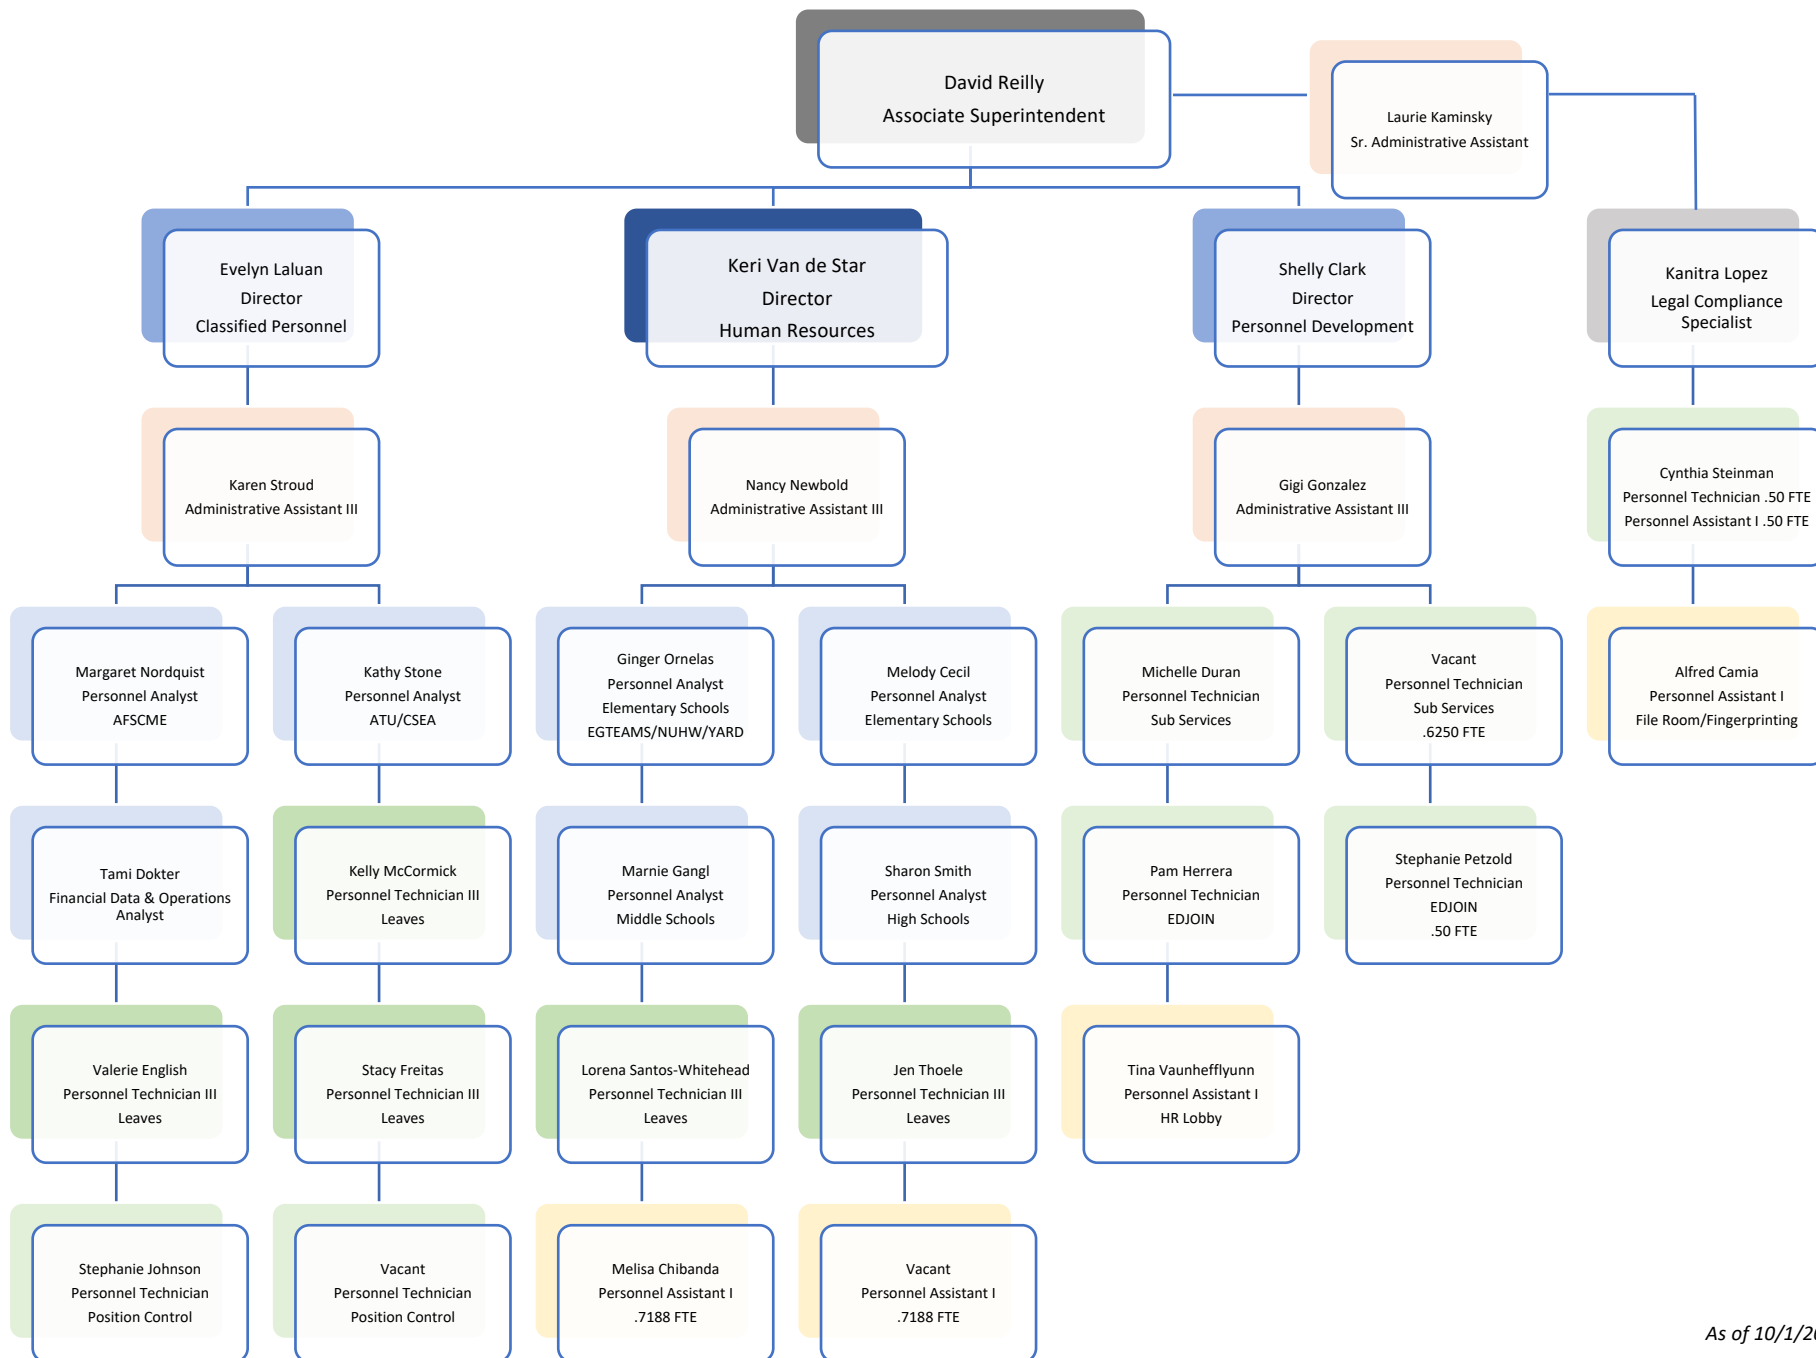 David Reilly
Associate Superintendent
Laurie Kaminsky
Sr. Administrative Assistant
Evelyn Laluan
Director
Classified Personnel
Keri Van de Star
Director
Human Resources
Shelly Clark
Director
Personnel Development
Kanitra Lopez
Legal Compliance
Specialist
Karen Stroud
Administrative Assistant III
Nancy Newbold
Administrative Assistant III
Gigi Gonzalez
Administrative Assistant III
Cynthia Steinman
Personnel Technician .50 FTE
Personnel Assistant I .50 FTE
Margaret Nordquist
Personnel Analyst
AFSCME
Kathy Stone
Personnel Analyst
ATU/CSEA
Ginger Ornelas
Personnel Analyst
Elementary Schools
EGTEAMS/NUHW/YARD
Melody Cecil
Personnel Analyst
Elementary Schools
Michelle Duran
Personnel Technician
Sub Services
Vacant
Personnel Technician
Sub Services
.6250 FTE
Alfred Camia
Personnel Assistant I
File Room/Fingerprinting
Tami Dokter
Financial Data & Operations
Analyst
Kelly McCormick
Personnel Technician III
Leaves
Marnie Gangl
Personnel Analyst
Middle Schools
Sharon Smith
Personnel Analyst
High Schools
Pam Herrera
Personnel Technician
EDJOIN
Stephanie Petzold
Personnel Technician
EDJOIN
.50 FTE
Valerie English
Personnel Technician III
Leaves
Stacy Freitas
Personnel Technician III
Leaves
Lorena Santos-Whitehead
Personnel Technician III
Leaves
Jen Thoele
Personnel Technician III
Leaves
Tina Vaunhefflyunn
Personnel Assistant I
HR Lobby
Stephanie Johnson
Personnel Technician
Position Control
Vacant
Personnel Technician
Position Control
Melisa Chibanda
Personnel Assistant I
.7188 FTE
Vacant
Personnel Assistant I
.7188 FTE
As of